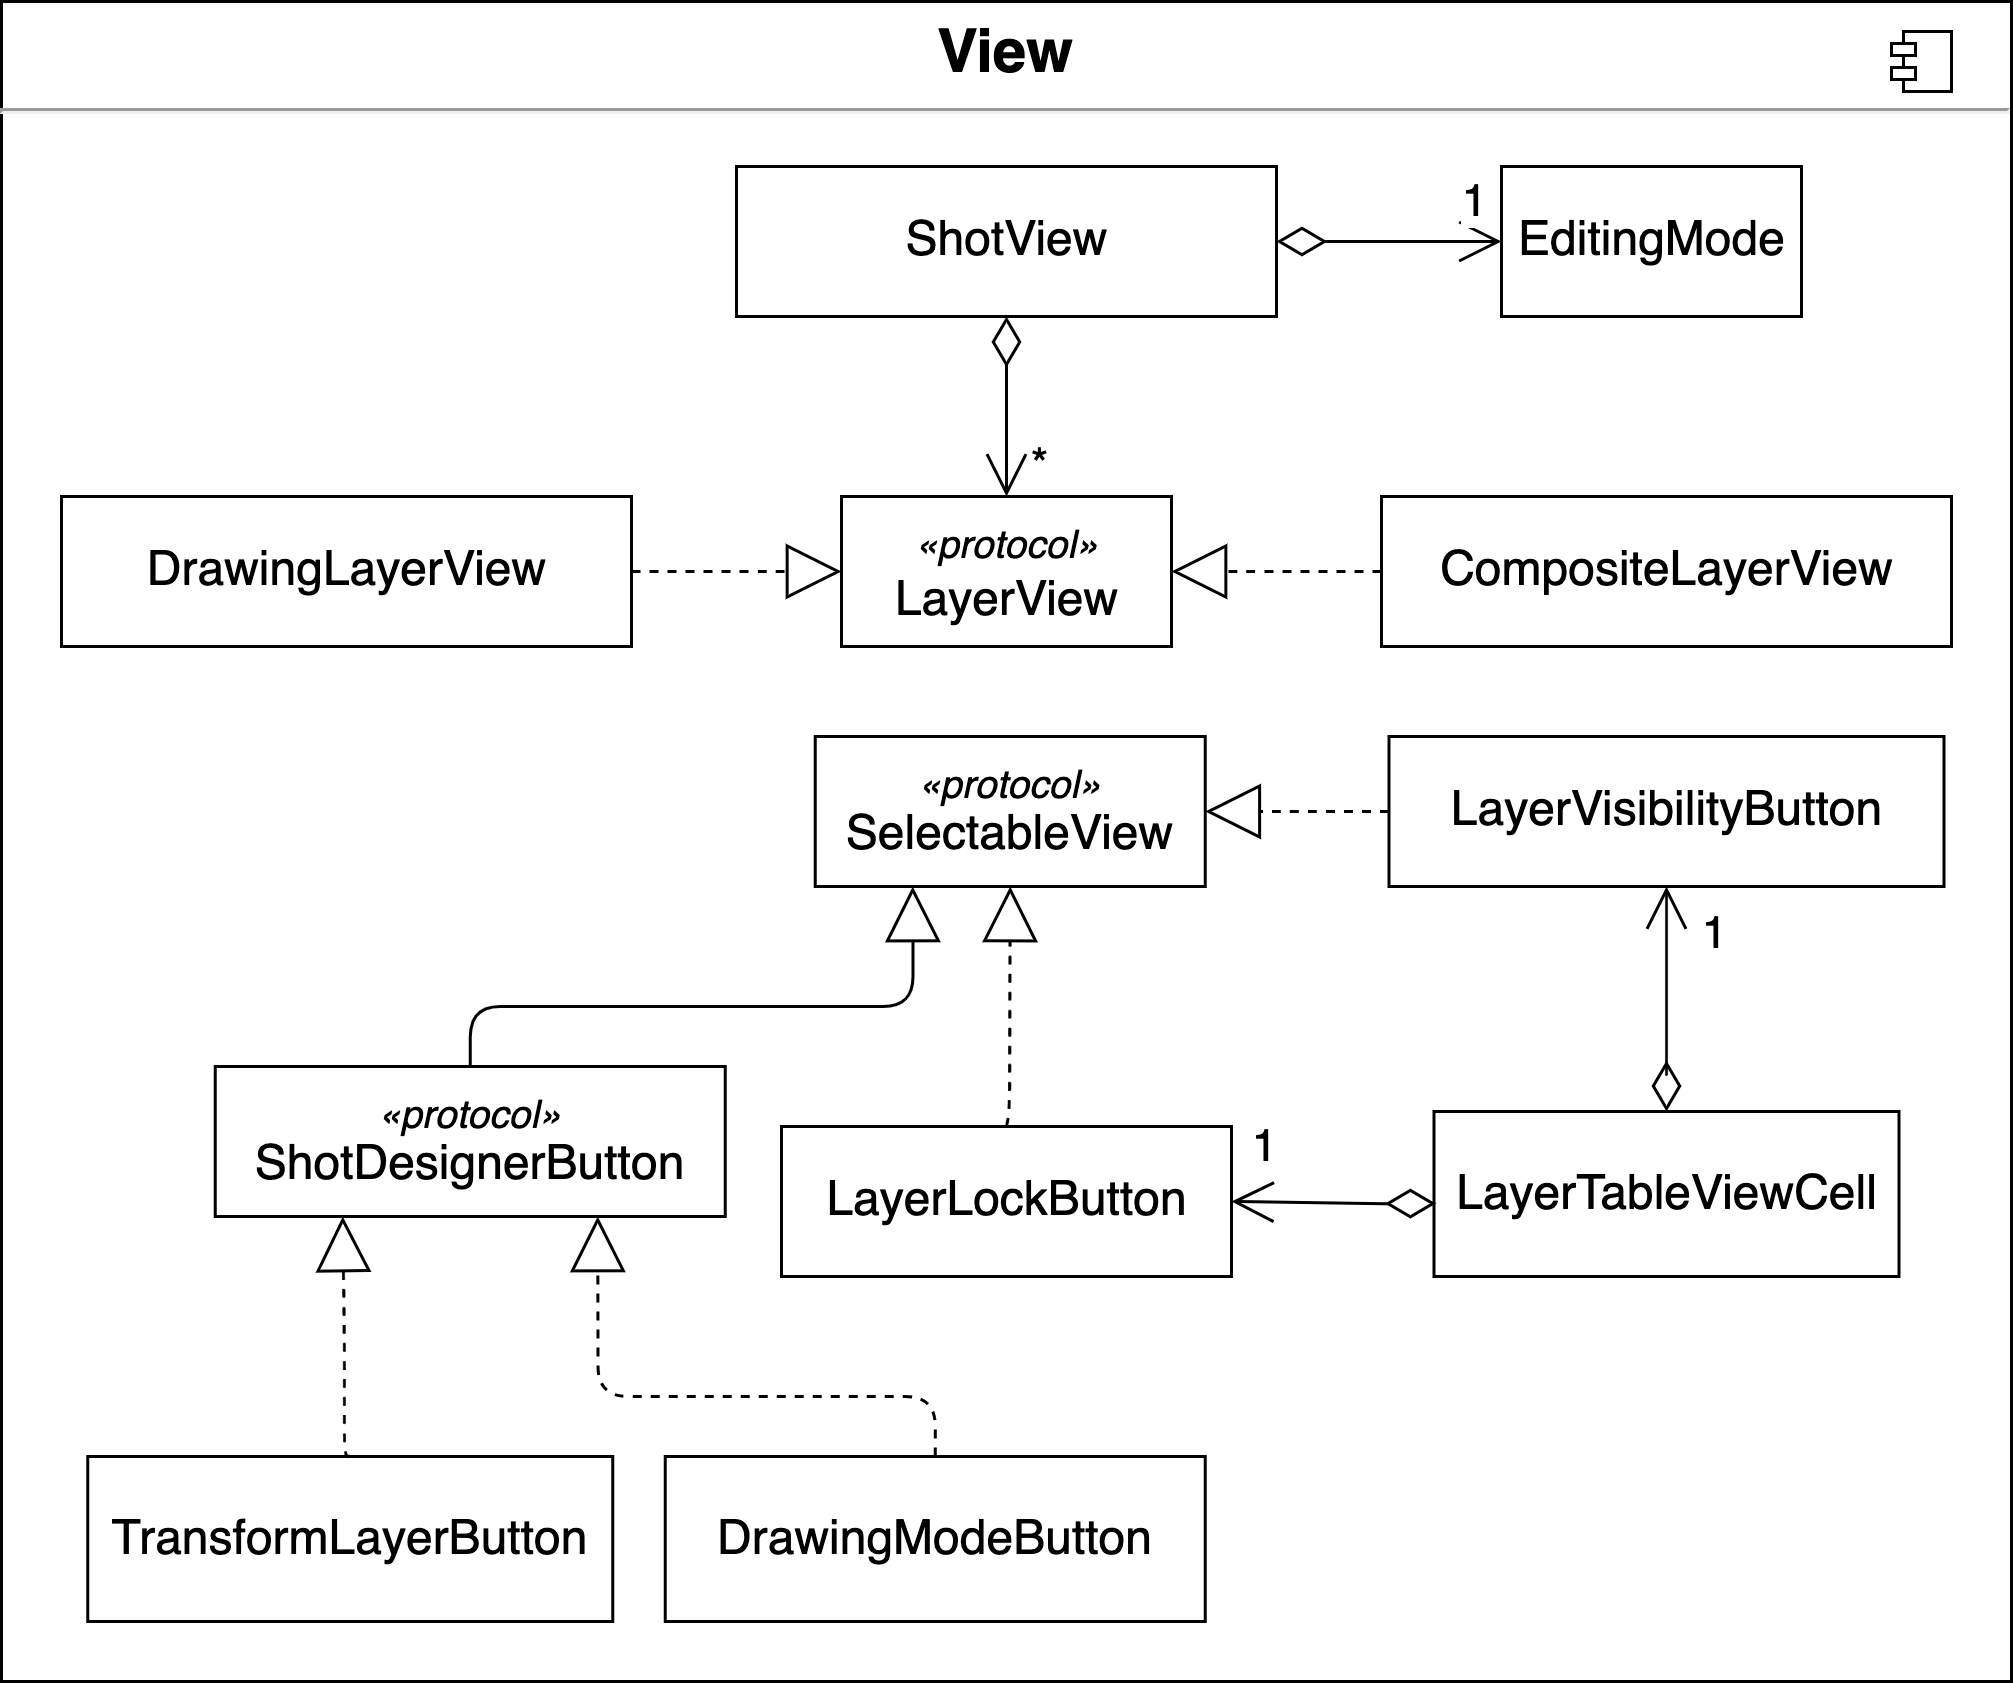 View
ShotView
1
EditingMode
*
DrawingLayerView
«protocol»
LayerView
CompositeLayerView
«protocol»
SelectableView
LayerVisibilityButton
1
«protocol»
ShotDesignerButton
LayerLockButton
1
LayerTableViewCell
TransformLayerButton
DrawingModeButton